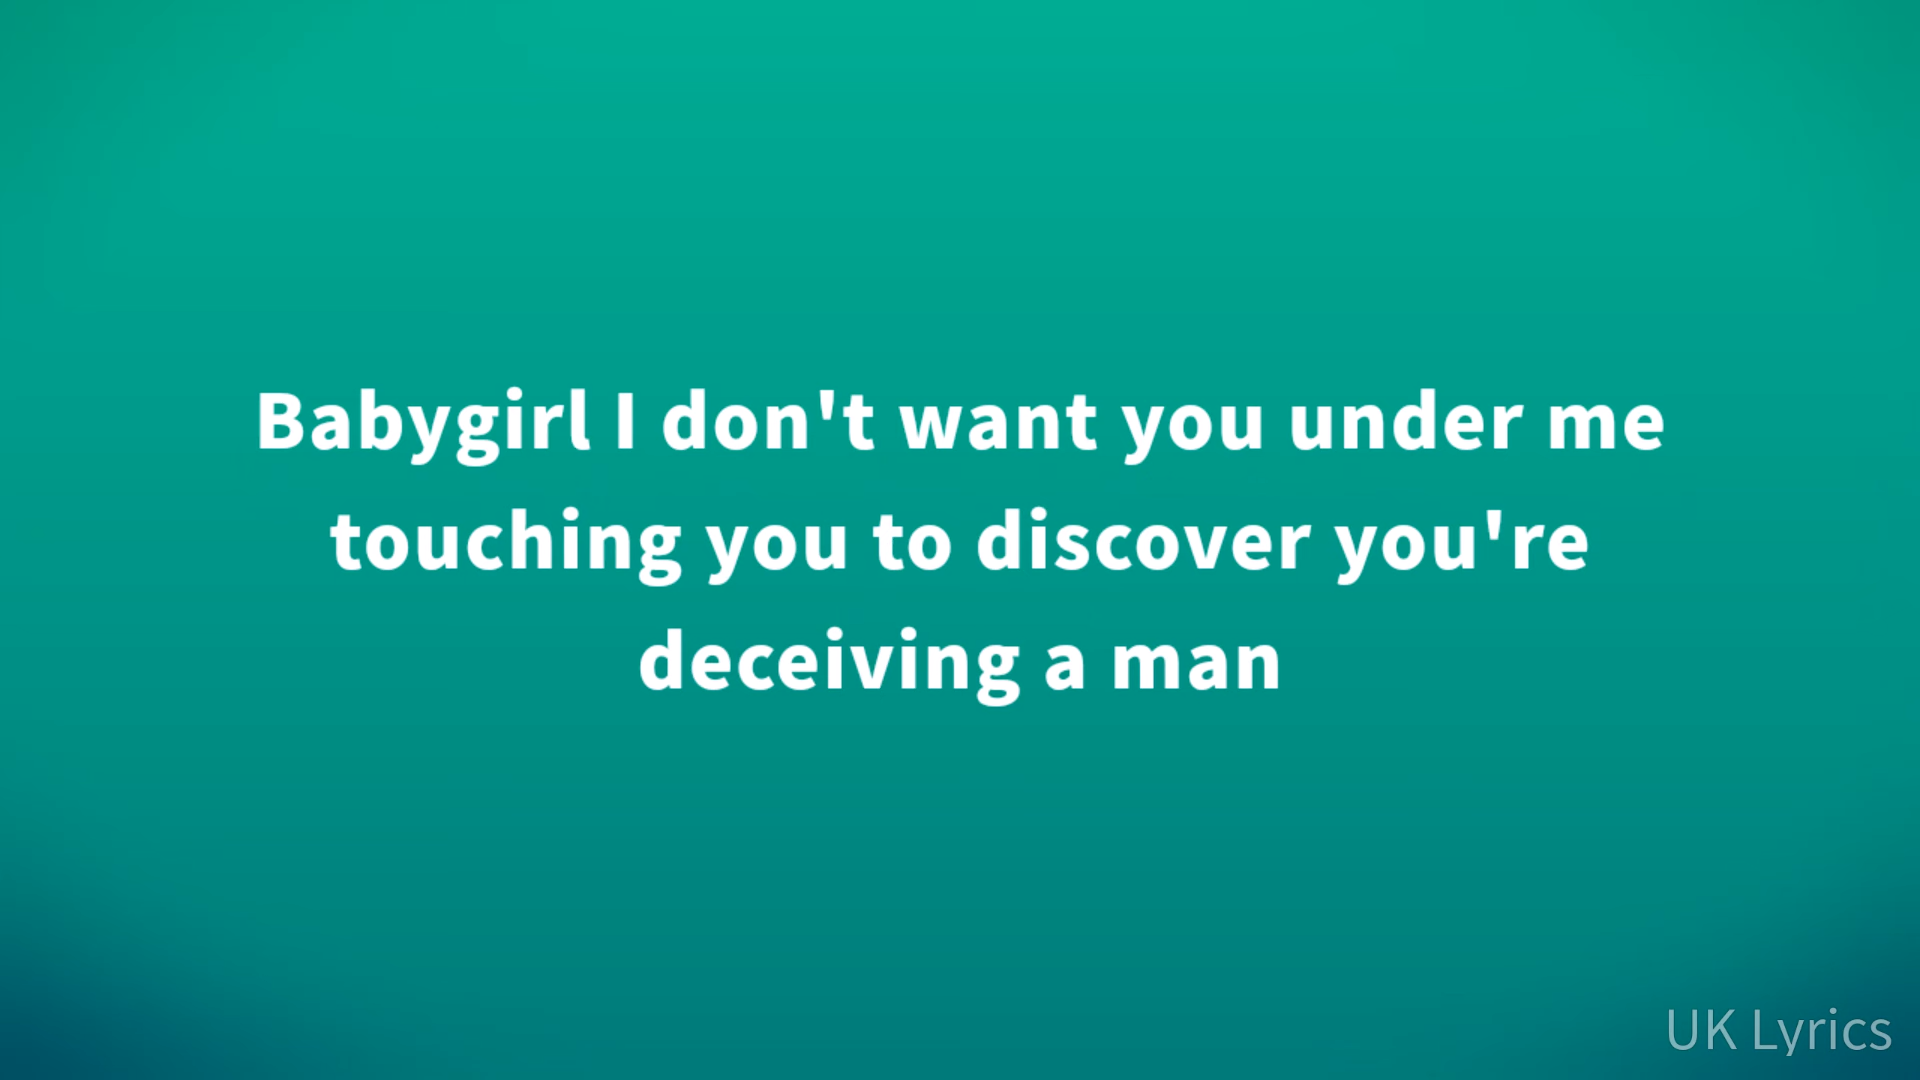 Babygirl I don't want you under me
touching you to discover you're
deceiving a man
UK Lyrics